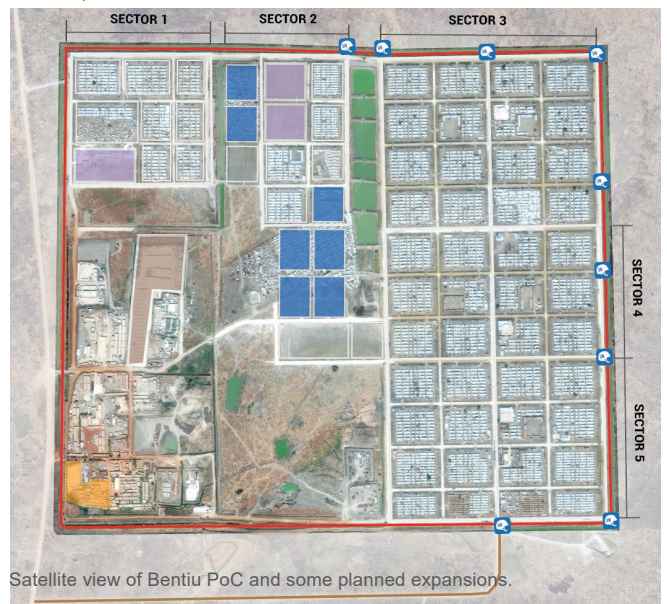 SECTOR 1
SECTOR 2
SECTOR 3
SECTOR 4
SECTOR 5
Satellite view of Bentiu PoC and some planned expansions.